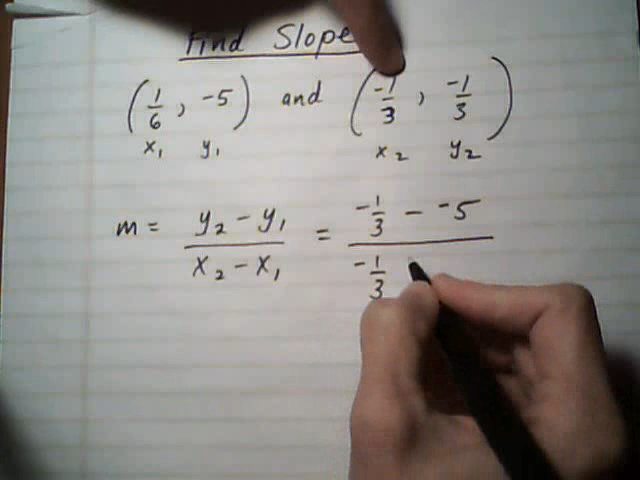 Find Slope
(1/6, -5) and (-1/3, -1/3)
x₁ y₁ x₂ y₂
m = y₂ - y₁ / x₂ - x₁ = -1/3 - -5 / -1/3